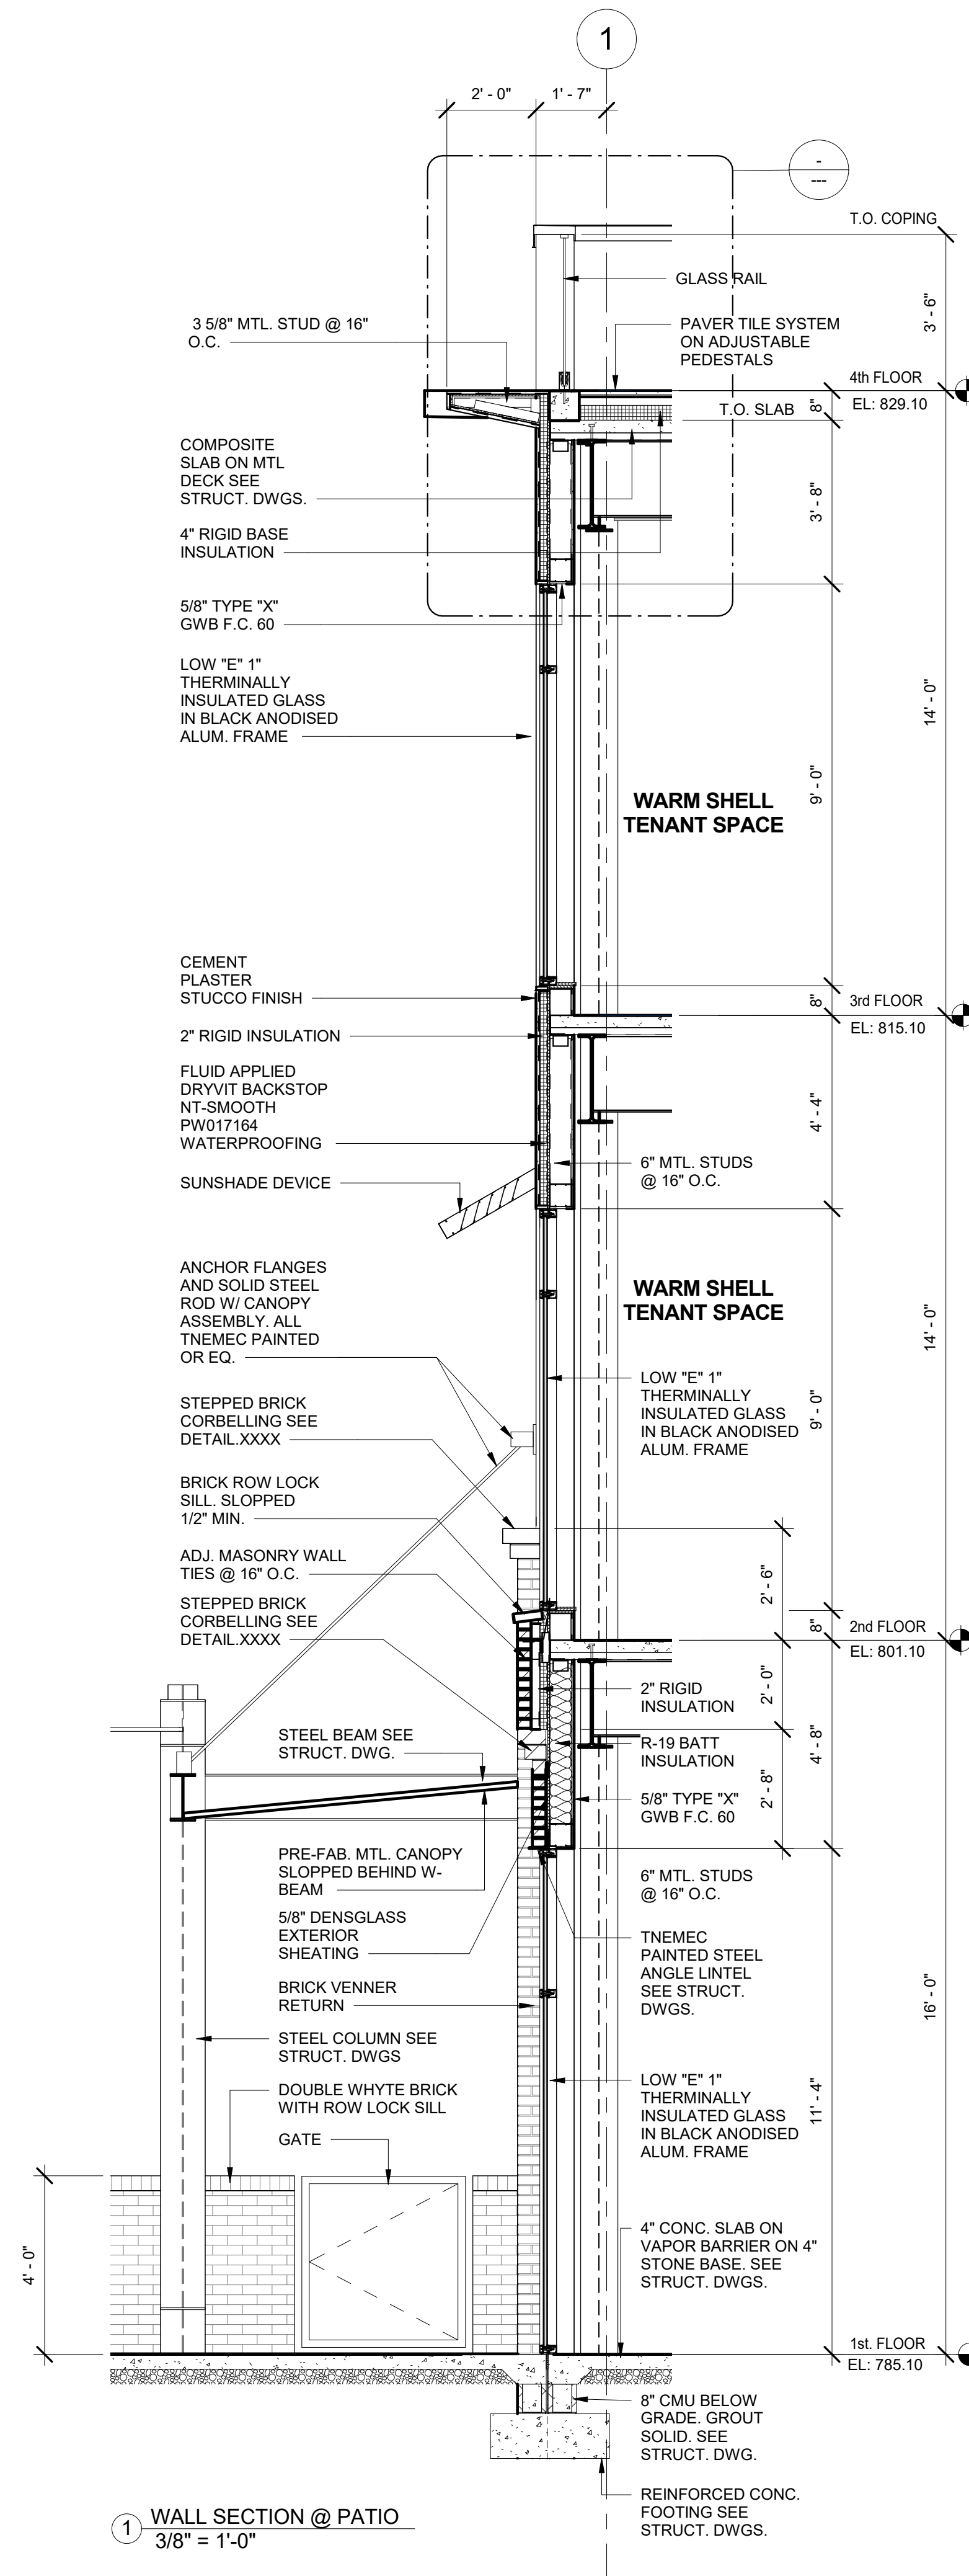 1
2' - 0"
1' - 7"
-
---
T.O. COPING
GLASS RAIL
3' - 6"
3 5/8" MTL. STUD @ 16"
O.C.
PAVER TILE SYSTEM
ON ADJUSTABLE
PEDESTALS
4th FLOOR
EL: 829.10
T.O. SLAB
8"
COMPOSITE
SLAB ON MTL
DECK SEE
STRUCT. DWGS.
3' - 8"
4" RIGID BASE
INSULATION
5/8" TYPE "X"
GWB F.C. 60
LOW "E" 1"
THERMINALLY
INSULATED GLASS
IN BLACK ANODISED
ALUM. FRAME
14' - 0"
9' - 0"
WARM SHELL
TENANT SPACE
CEMENT
PLASTER
STUCCO FINISH
8"
3rd FLOOR
EL: 815.10
2" RIGID INSULATION
FLUID APPLIED
DRYVIT BACKSTOP
NT-SMOOTH
PW017164
WATERPROOFING
4' - 4"
6" MTL. STUDS
@ 16" O.C.
SUNSHADE DEVICE
ANCHOR FLANGES
AND SOLID STEEL
ROD W/ CANOPY
ASSEMBLY. ALL
TNEMEC PAINTED
OR EQ.
WARM SHELL
TENANT SPACE
14' - 0"
9' - 0"
LOW "E" 1"
THERMINALLY
INSULATED GLASS
IN BLACK ANODISED
ALUM. FRAME
STEPPED BRICK
CORBELLING SEE
DETAIL.XXXX
BRICK ROW LOCK
SILL. SLOPPED
1/2" MIN.
ADJ. MASONRY WALL
TIES @ 16" O.C.
STEPPED BRICK
CORBELLING SEE
DETAIL.XXXX
2' - 6"
8"
2nd FLOOR
EL: 801.10
2' - 0"
4' - 8"
2' - 8"
2" RIGID
INSULATION
R-19 BATT
INSULATION
5/8" TYPE "X"
GWB F.C. 60
STEEL BEAM SEE
STRUCT. DWG.
PRE-FAB. MTL. CANOPY
SLOPPED BEHIND W-
BEAM
5/8" DENSGLASS
EXTERIOR
SHEATING
BRICK VENNER
RETURN
STEEL COLUMN SEE
STRUCT. DWGS
DOUBLE WHYTE BRICK
WITH ROW LOCK SILL
GATE
6" MTL. STUDS
@ 16" O.C.
TNEMEC
PAINTED STEEL
ANGLE LINTEL
SEE STRUCT.
DWGS.
16' - 0"
LOW "E" 1"
THERMINALLY
INSULATED GLASS
IN BLACK ANODISED
ALUM. FRAME
11' - 4"
4' - 0"
4" CONC. SLAB ON
VAPOR BARRIER ON 4"
STONE BASE. SEE
STRUCT. DWGS.
1st. FLOOR
EL: 785.10
8" CMU BELOW
GRADE. GROUT
SOLID. SEE
STRUCT. DWG.
REINFORCED CONC.
FOOTING SEE
STRUCT. DWGS.
1 WALL SECTION @ PATIO
3/8" = 1'-0"